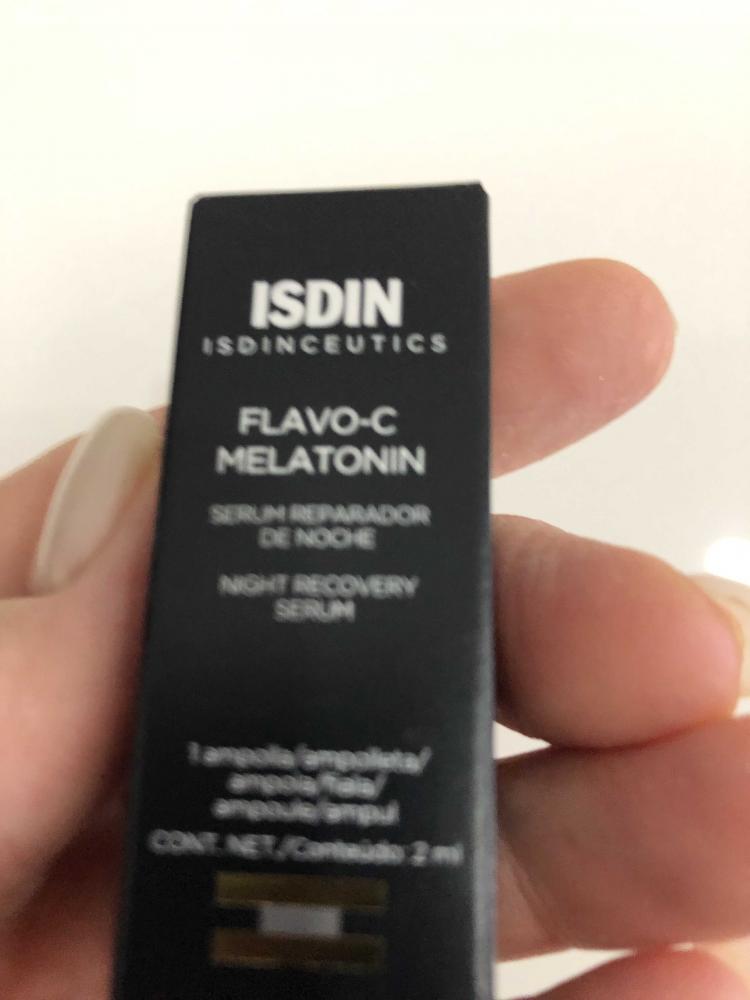 ISDIN
ISDINCEUTICS
FLAVO-C
MELATONIN
SERUM REPARADOR
DE NOCHE
NIGHT RECOVERY
SERUM
1 ampolla/ampolleta/
ampola/fiala/
ampoule/ampul
CONT. NET./Conteúdo: 2 ml